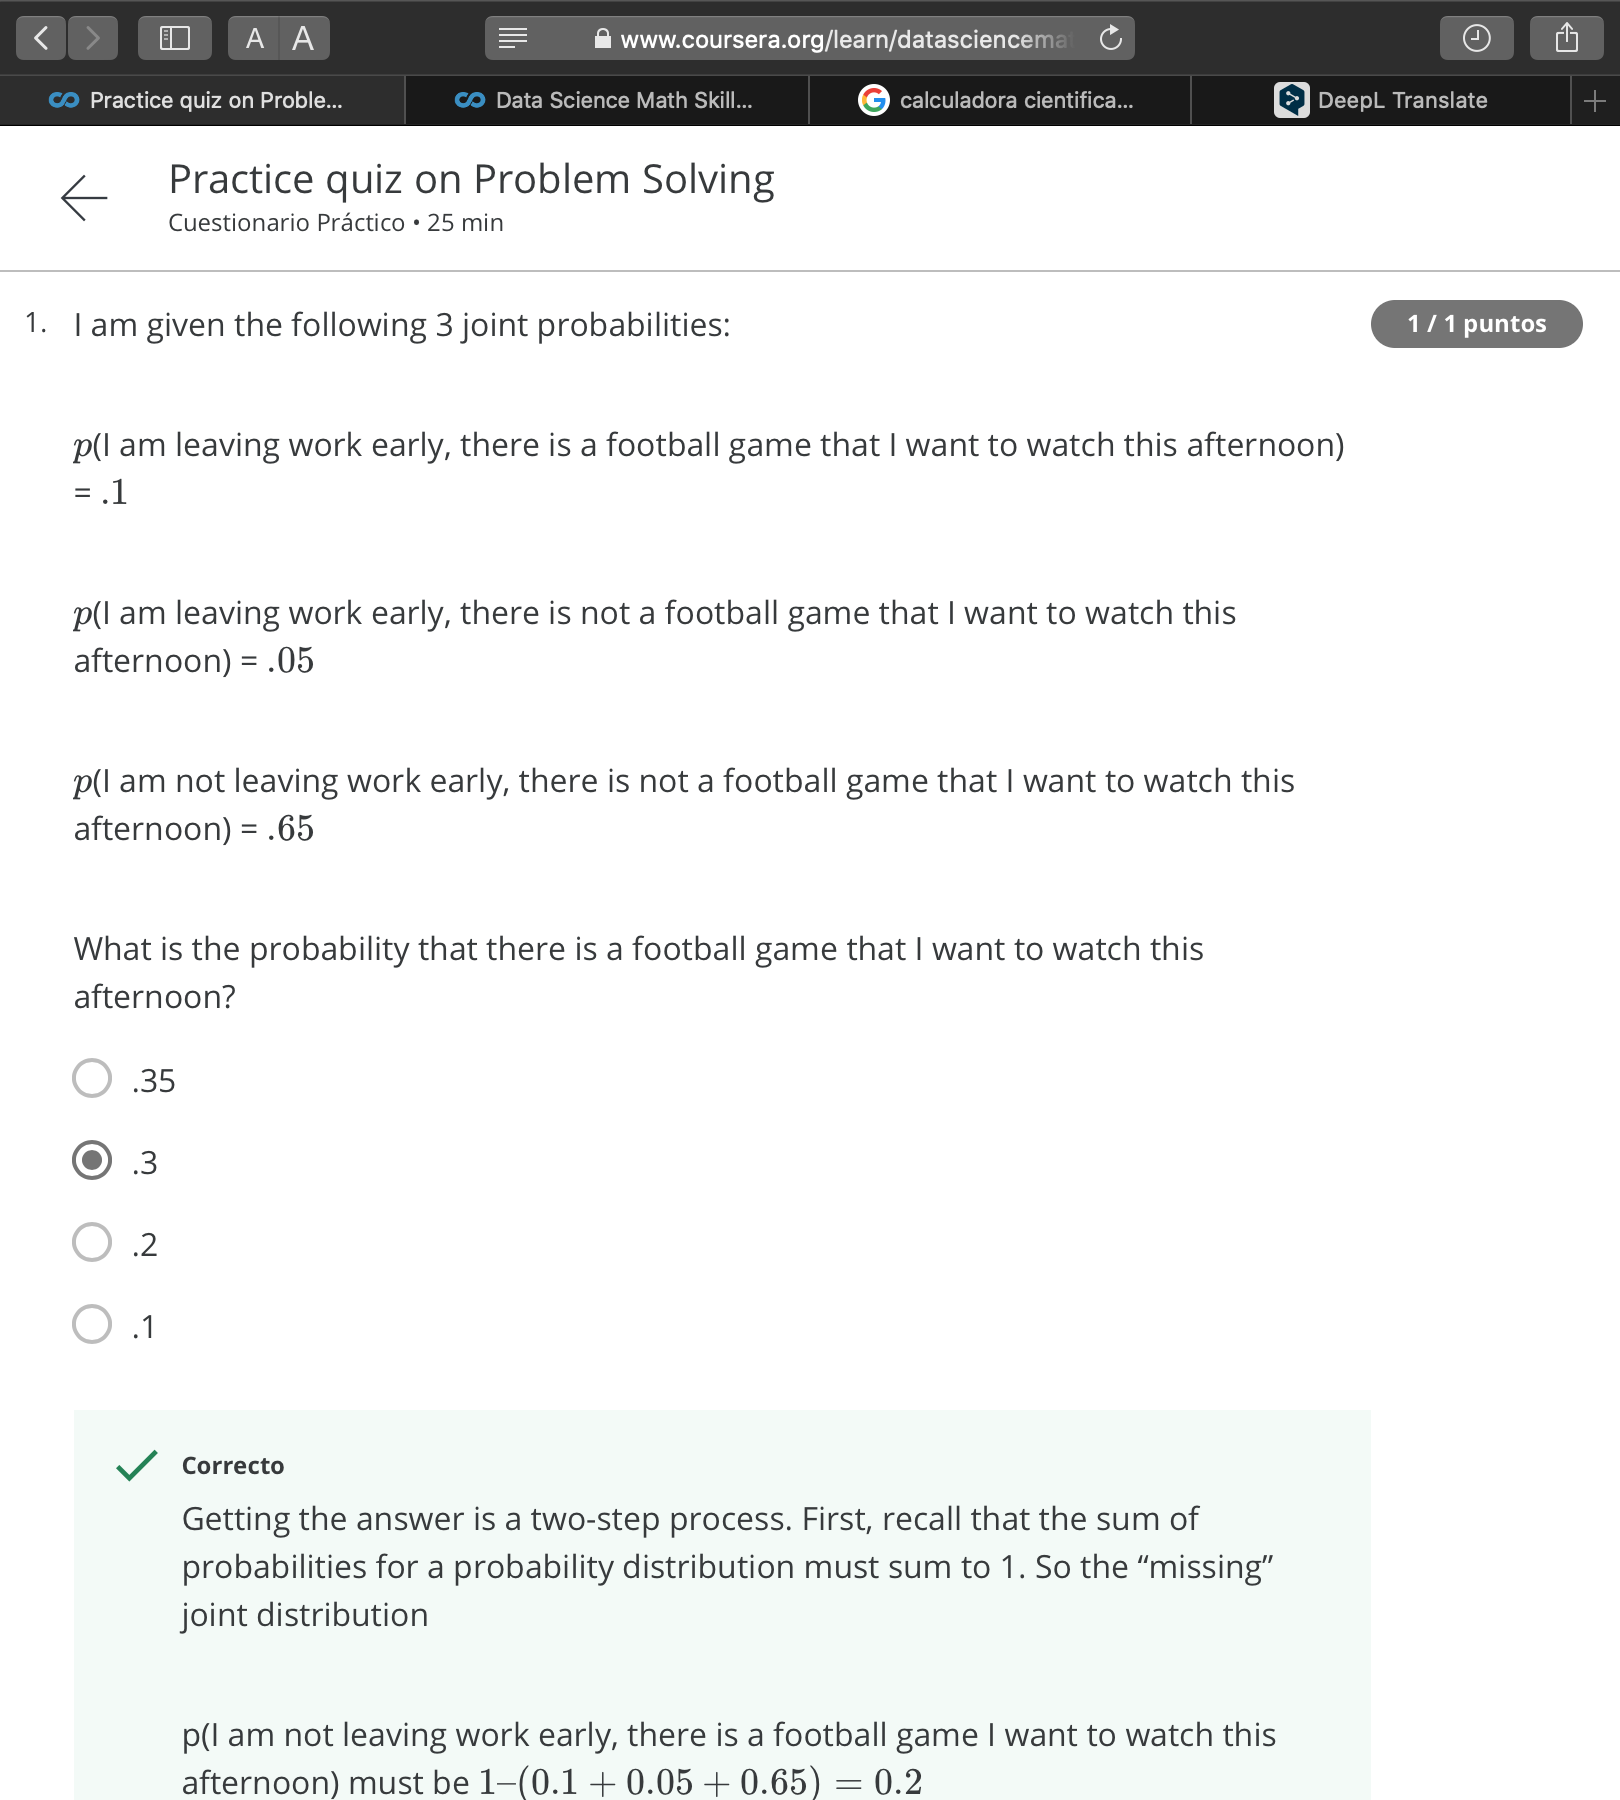 A A
www.coursera.org/learn/datasciencema
Practice quiz on Proble...
Data Science Math Skill...
calculadora cientifica...
DeepL Translate
Practice quiz on Problem Solving
Cuestionario Práctico • 25 min
1. I am given the following 3 joint probabilities:
1 / 1 puntos
p(I am leaving work early, there is a football game that I want to watch this afternoon)
= .1
p(I am leaving work early, there is not a football game that I want to watch this
afternoon) = .05
p(I am not leaving work early, there is not a football game that I want to watch this
afternoon) = .65
What is the probability that there is a football game that I want to watch this
afternoon?
.35
.3
.2
.1
Correcto
Getting the answer is a two-step process. First, recall that the sum of
probabilities for a probability distribution must sum to 1. So the “missing”
joint distribution
p(I am not leaving work early, there is a football game I want to watch this
afternoon) must be 1–(0.1 + 0.05 + 0.65) = 0.2